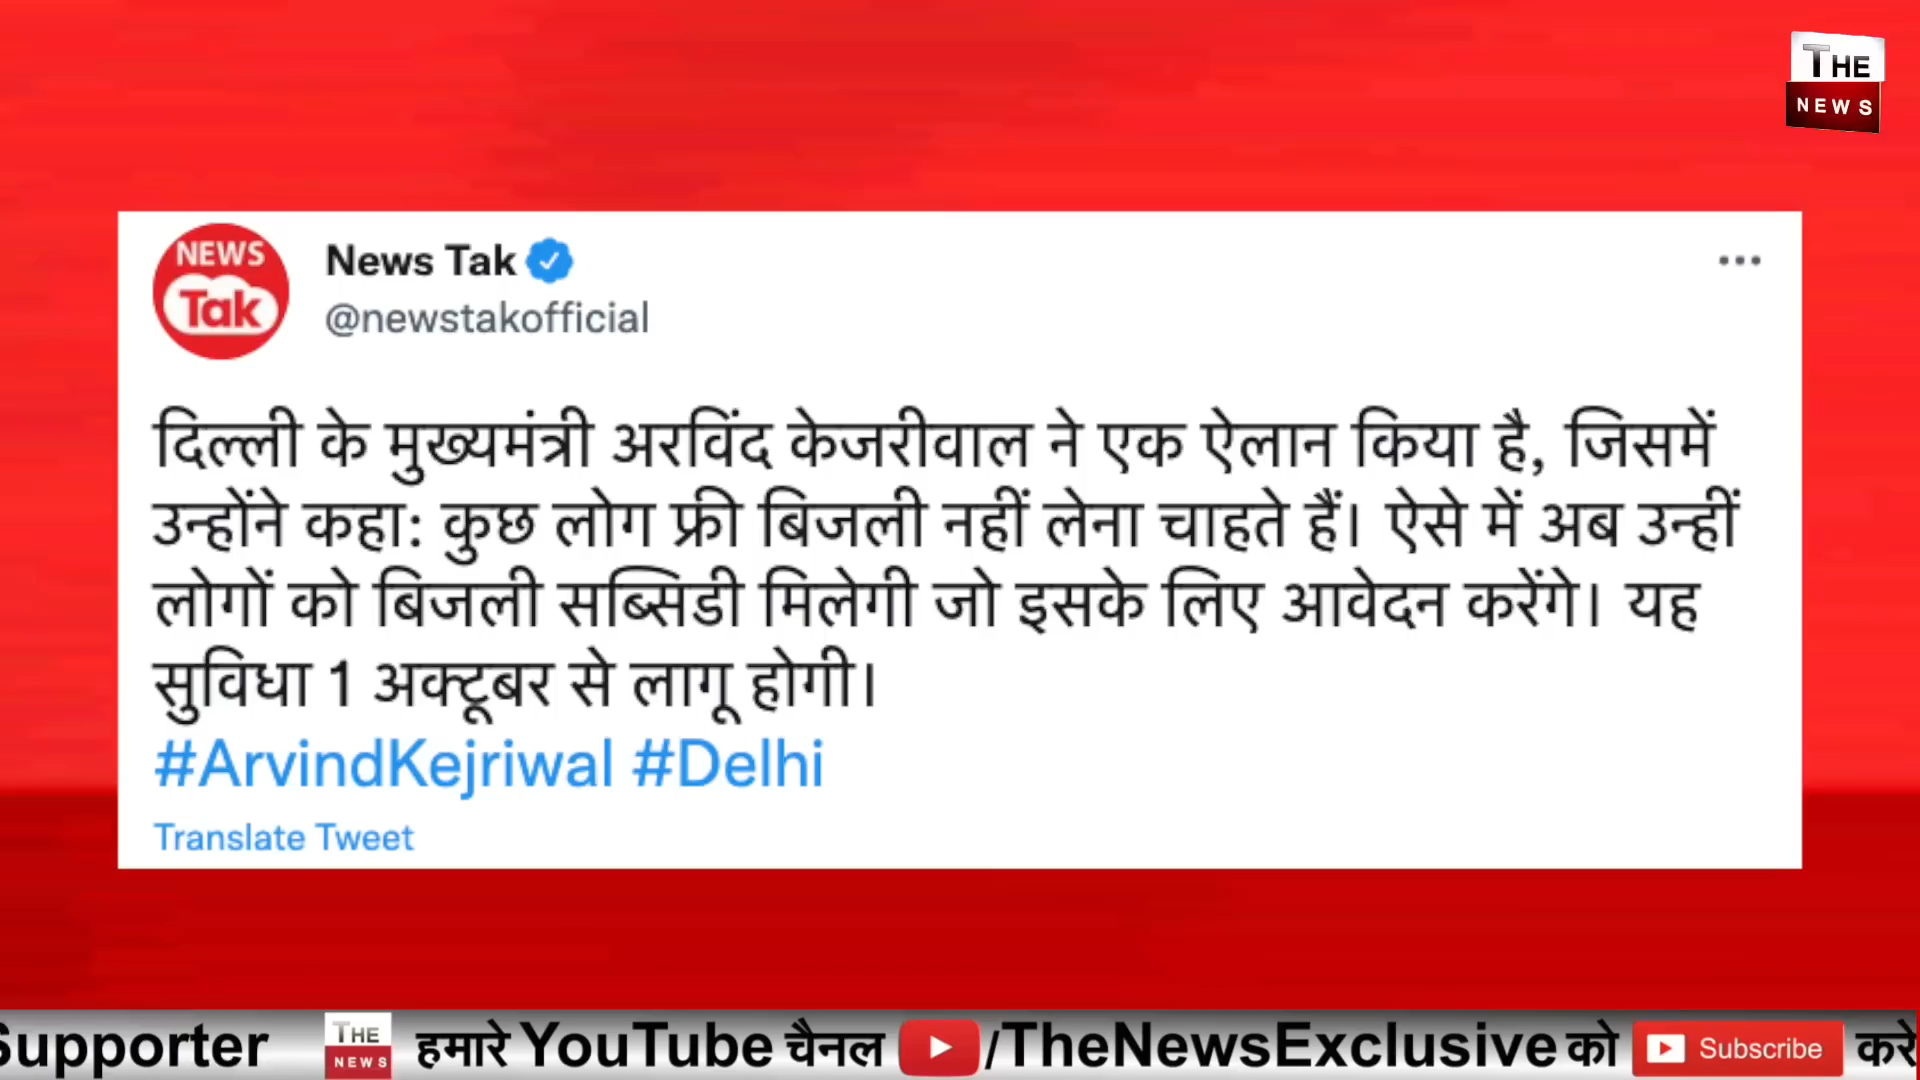 THE
NEWS
NEWS
Tak
News Tak
@newstakofficial
दिल्ली के मुख्यमंत्री अरविंद केजरीवाल ने एक ऐलान किया है, जिसमें
उन्होंने कहा: कुछ लोग फ्री बिजली नहीं लेना चाहते हैं। ऐसे में अब उन्हीं
लोगों को बिजली सब्सिडी मिलेगी जो इसके लिए आवेदन करेंगे। यह
सुविधा 1 अक्टूबर से लागू होगी।
#ArvindKejriwal #Delhi
Translate Tweet
Supporter THE NEWS हमारे YouTube चैनल /TheNewsExclusive को Subscribe करे